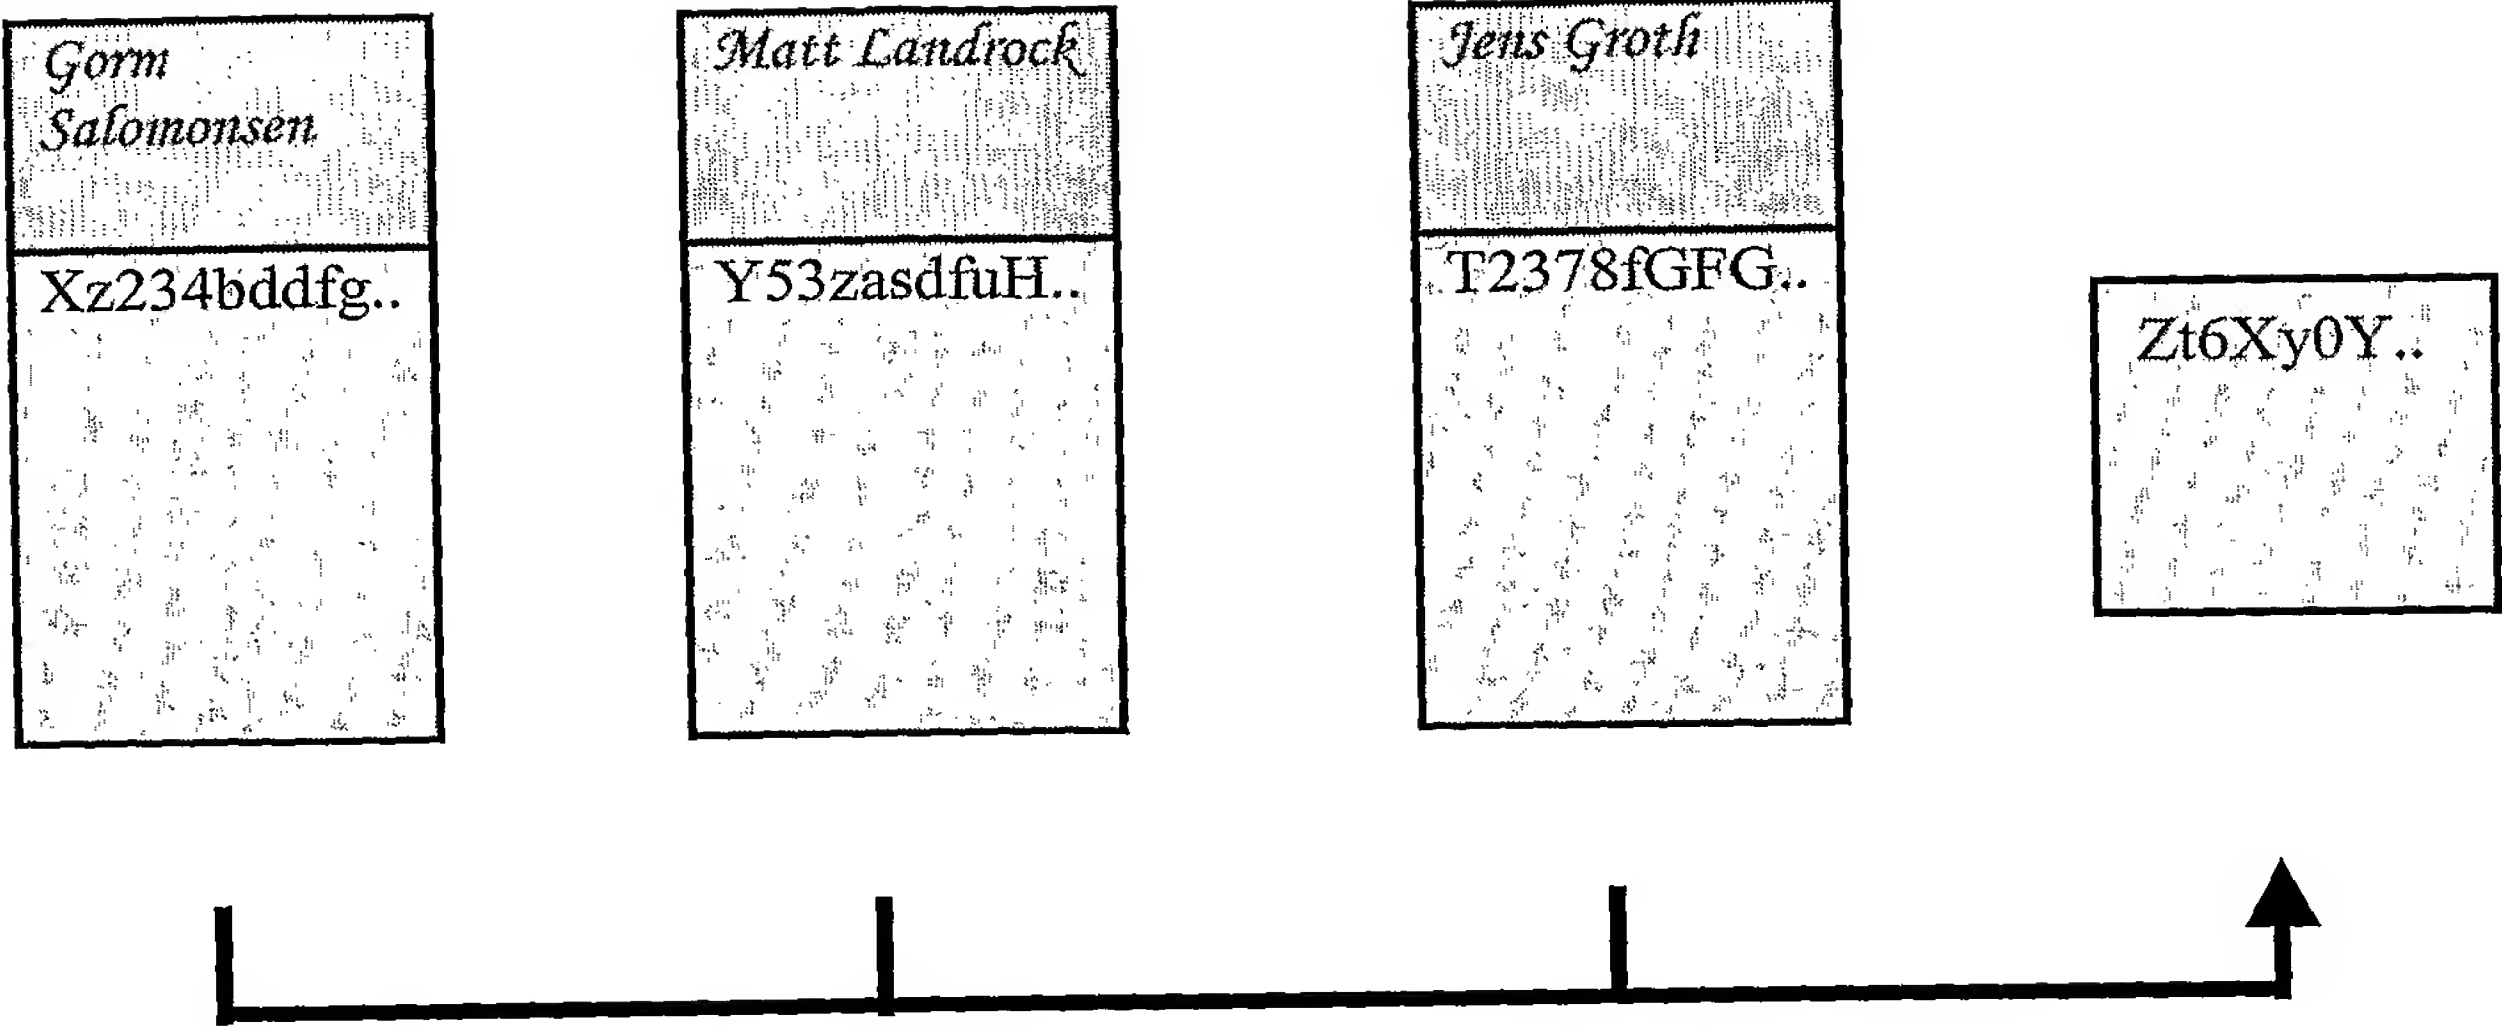 Gorm
Salomonsen
Xz234bddfg..
Matt Landrock
Y53zasdfuH..
Jens Groth
T2378fGFG..
Zt6Xy0Y..